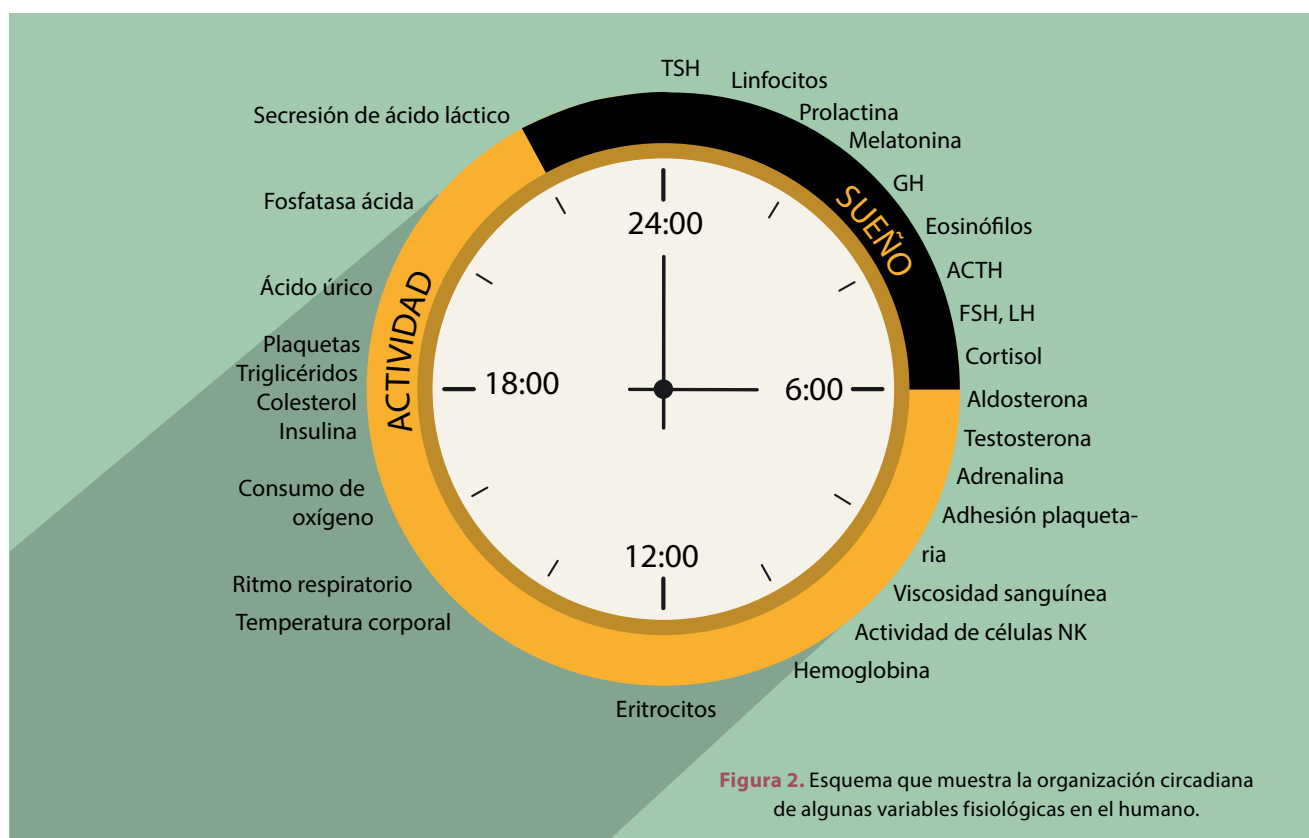 TSH
Linfocitos
Prolactina
Melatonina
GH
Eosinófilos
ACTH
FSH, LH
Cortisol
Aldosterona
Testosterona
Adrenalina
Adhesión plaqueta-
ria
Viscosidad sanguínea
Actividad de células NK
Hemoglobina
Eritrocitos
Temperatura corporal
Ritmo respiratorio
Consumo de
oxígeno
Plaquetas
Triglicéridos
Colesterol
Insulina
Ácido úrico
Fosfatasa ácida
Secresión de ácido láctico
SUEÑO
ACTIVIDAD
24:00
6:00
12:00
18:00
Figura 2. Esquema que muestra la organización circadiana
de algunas variables fisiológicas en el humano.